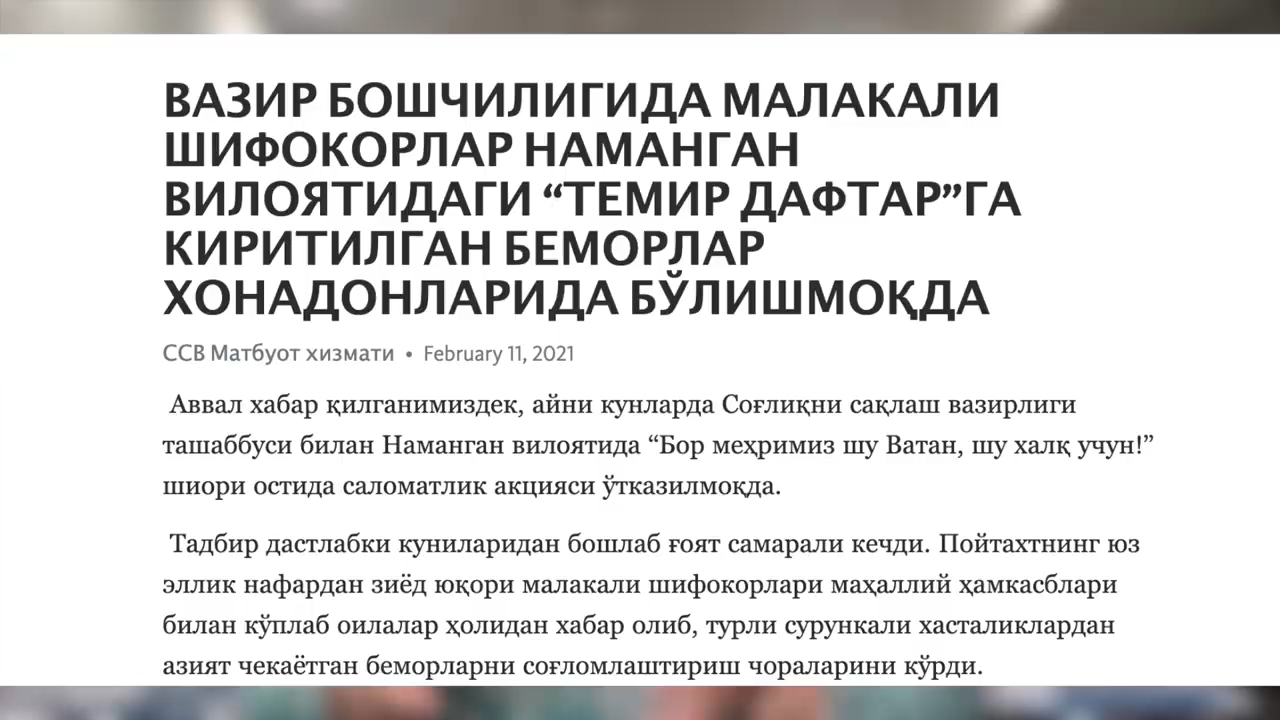 ВАЗИР БОШЧИЛИГИДА МАЛАКАЛИ
ШИФОКОРЛАР НАМАНГАН
ВИЛОЯТИДАГИ “ТЕМИР ДАФТАР”ГА
КИРИТИЛГАН БЕМОРЛАР
ХОНАДОНЛАРИДА БЎЛИШМОҚДА
ССВ Матбуот хизмати • February 11, 2021
Аввал хабар қилганимиздек, айни кунларда Соғлиқни сақлаш вазирлиги
ташаббуси билан Наманган вилоятида “Бор меҳримиз шу Ватан, шу халқ учун!”
шиори остида саломатлик акцияси ўтказилмоқда.
Тадбир дастлабки куниларидан бошлаб ғоят самарали кечди. Пойтахтнинг юз
эллик нафардан зиёд юқори малакали шифокорлари маҳаллий ҳамкасблари
билан кўплаб оилалар ҳолидан хабар олиб, турли сурункали хасталиклардан
азият чекаётган беморларни соғломлаштириш чораларини кўрди.